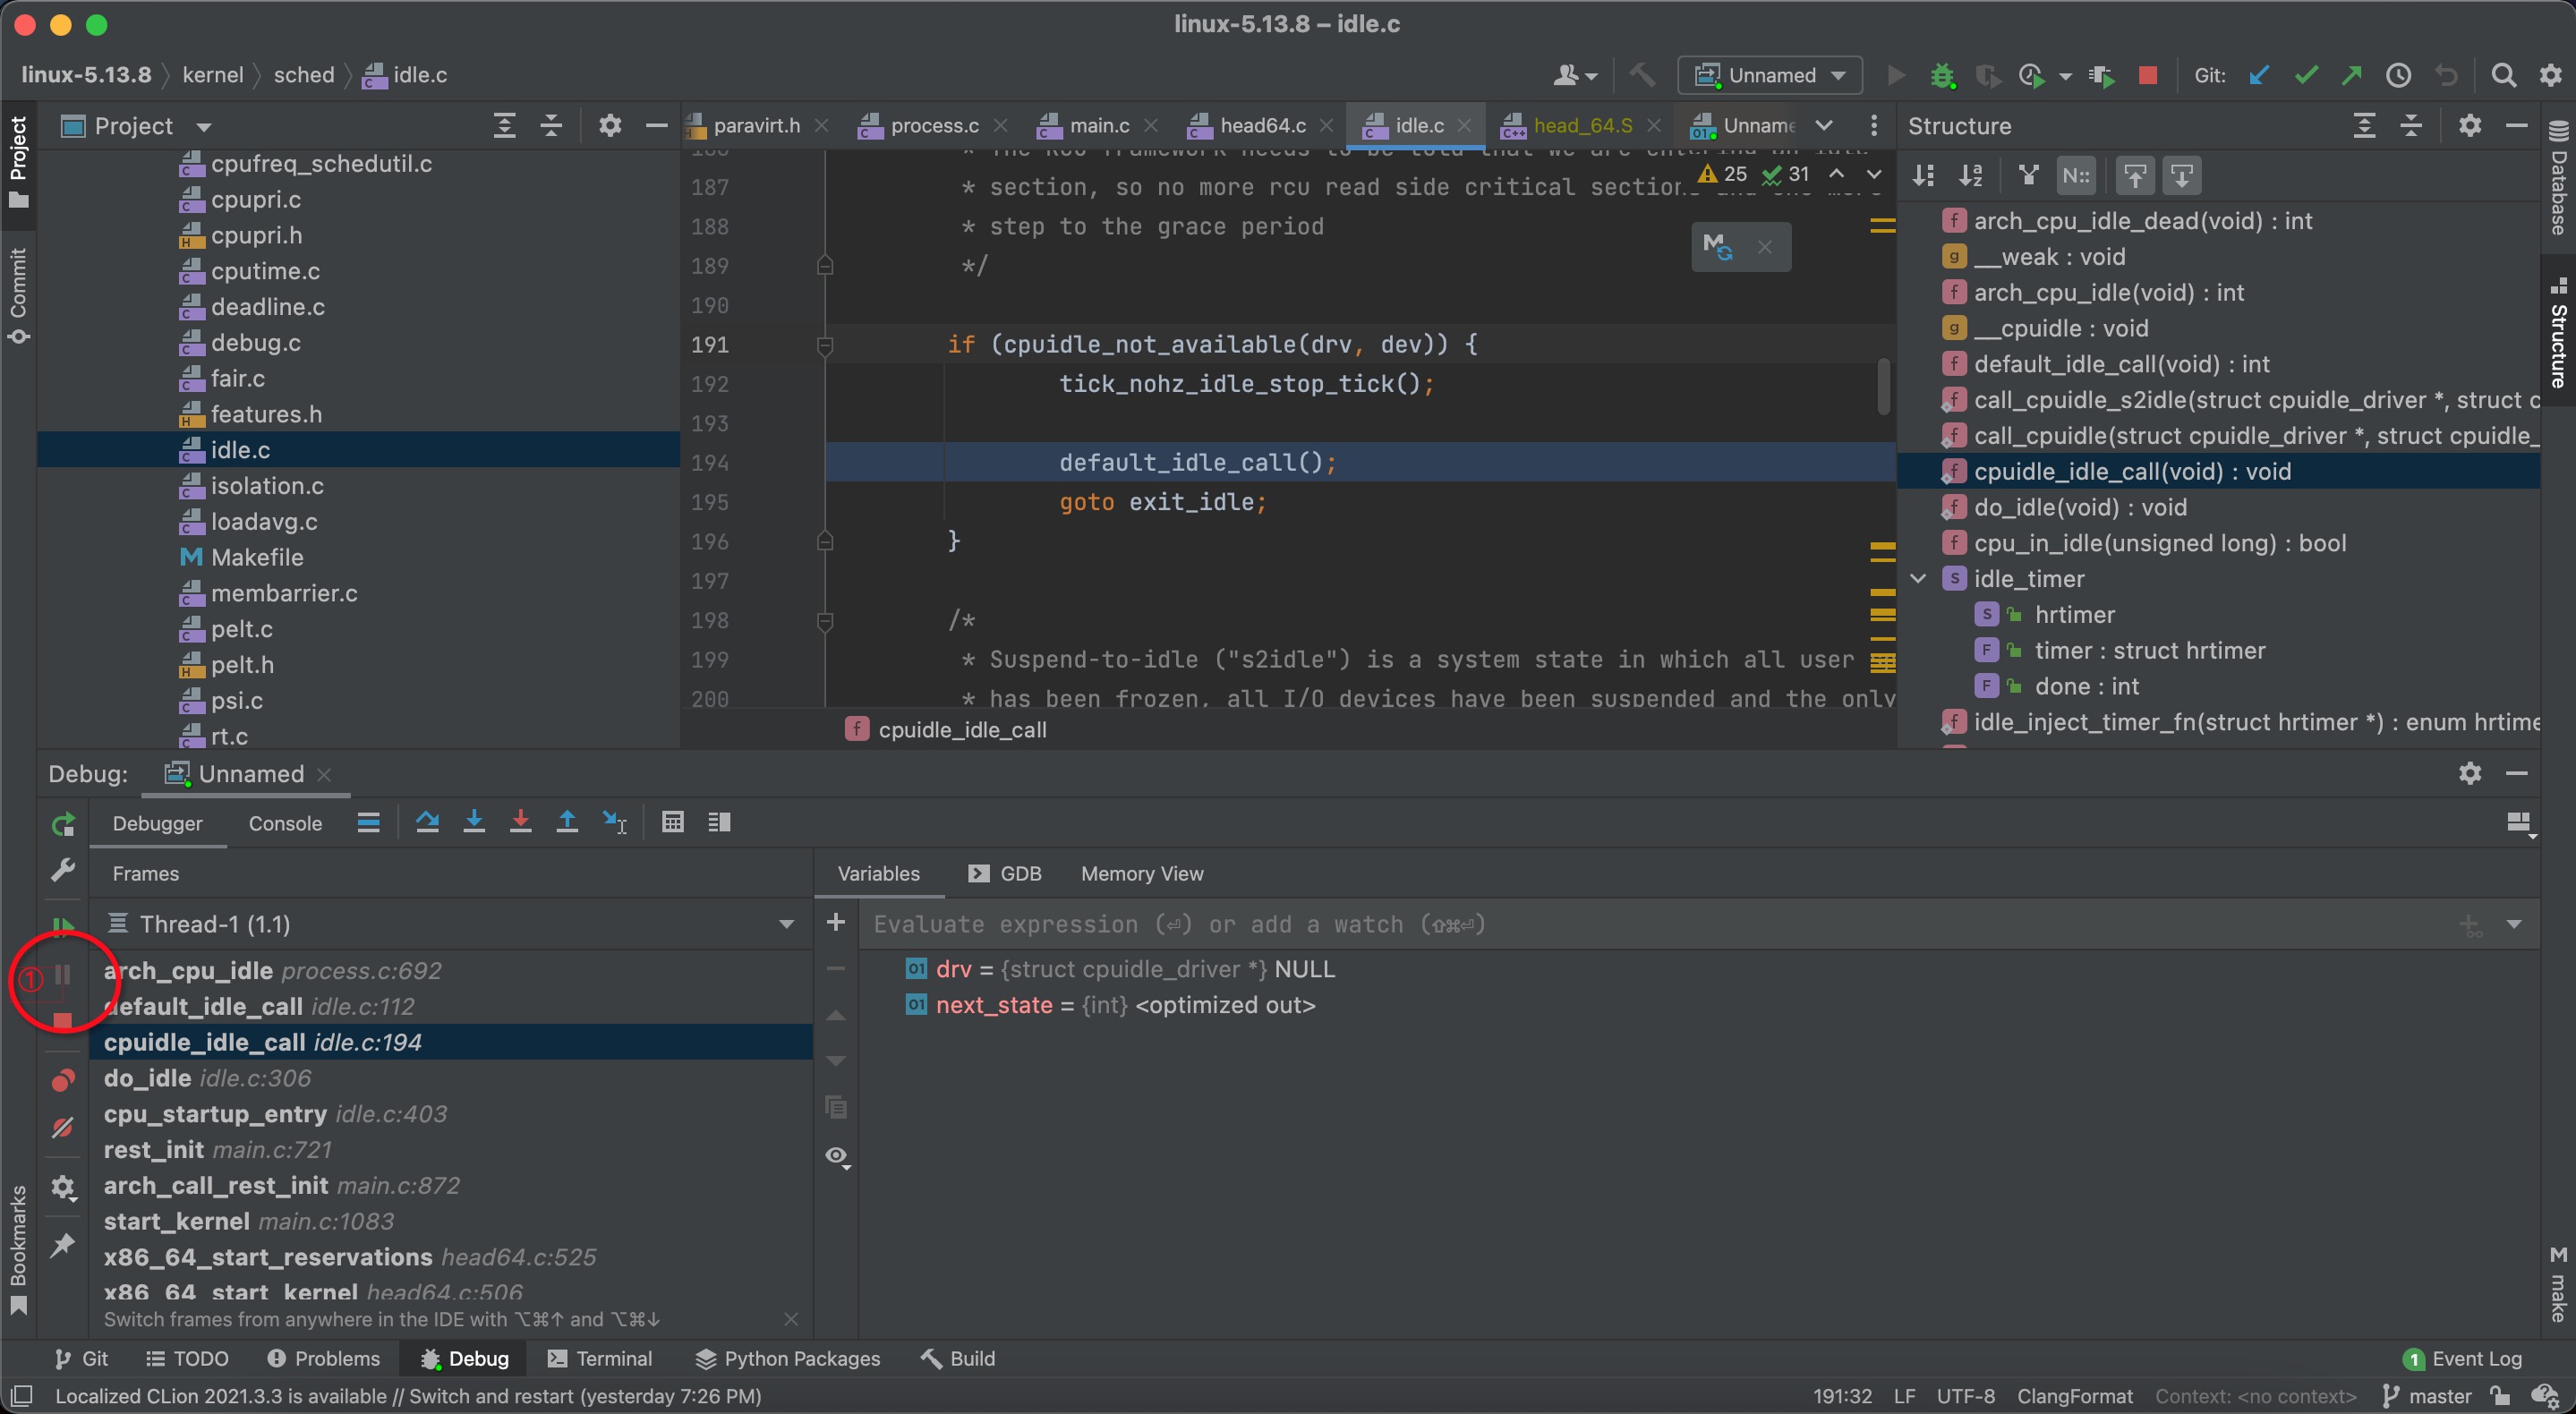 linux-5.13.8 – idle.c
linux-5.13.8 kernel sched idle.c
Unnamed
Git:
Project
paravirt.h
process.c
main.c
head64.c
idle.c
head_64.S
Unname
Structure
Project
Commit
Bookmarks
cpufreq_schedutil.c
cpupri.c
cpupri.h
cputime.c
deadline.c
debug.c
fair.c
features.h
idle.c
isolation.c
loadavg.c
Makefile
membarrier.c
pelt.c
pelt.h
psi.c
rt.c
25 31
187 * section, so no more rcu read side critical section
188 * step to the grace period
189 */
190
191 if (cpuidle_not_available(drv, dev)) {
192 tick_nohz_idle_stop_tick();
193
194 default_idle_call();
195 goto exit_idle;
196 }
197
198 /*
199 * Suspend-to-idle ("s2idle") is a system state in which all user
200 * has been frozen, all I/O devices have been suspended and the only
cpuidle_idle_call
arch_cpu_idle_dead(void) : int
__weak : void
arch_cpu_idle(void) : int
__cpuidle : void
default_idle_call(void) : int
call_cpuidle_s2idle(struct cpuidle_driver *, struct c
call_cpuidle(struct cpuidle_driver *, struct cpuidle_
cpuidle_idle_call(void) : void
do_idle(void) : void
cpu_in_idle(unsigned long) : bool
idle_timer
hrtimer
timer : struct hrtimer
done : int
idle_inject_timer_fn(struct hrtimer *) : enum hrtime
Database
Structure
make
Debug: Unnamed
Debugger Console
Frames
Variables GDB Memory View
Thread-1 (1.1)
Evaluate expression (⏎) or add a watch (⇧⌘⏎)
①
arch_cpu_idle process.c:692
default_idle_call idle.c:112
cpuidle_idle_call idle.c:194
do_idle idle.c:306
cpu_startup_entry idle.c:403
rest_init main.c:721
arch_call_rest_init main.c:872
start_kernel main.c:1083
x86_64_start_reservations head64.c:525
x86_64_start_kernel head64.c:506
Switch frames from anywhere in the IDE with ⌥⌘↑ and ⌥⌘↓
drv = {struct cpuidle_driver *} NULL
next_state = {int} <optimized out>
Git TODO Problems Debug Terminal Python Packages Build
1 Event Log
Localized CLion 2021.3.3 is available // Switch and restart (yesterday 7:26 PM)
191:32 LF UTF-8 ClangFormat Context: <no context> master